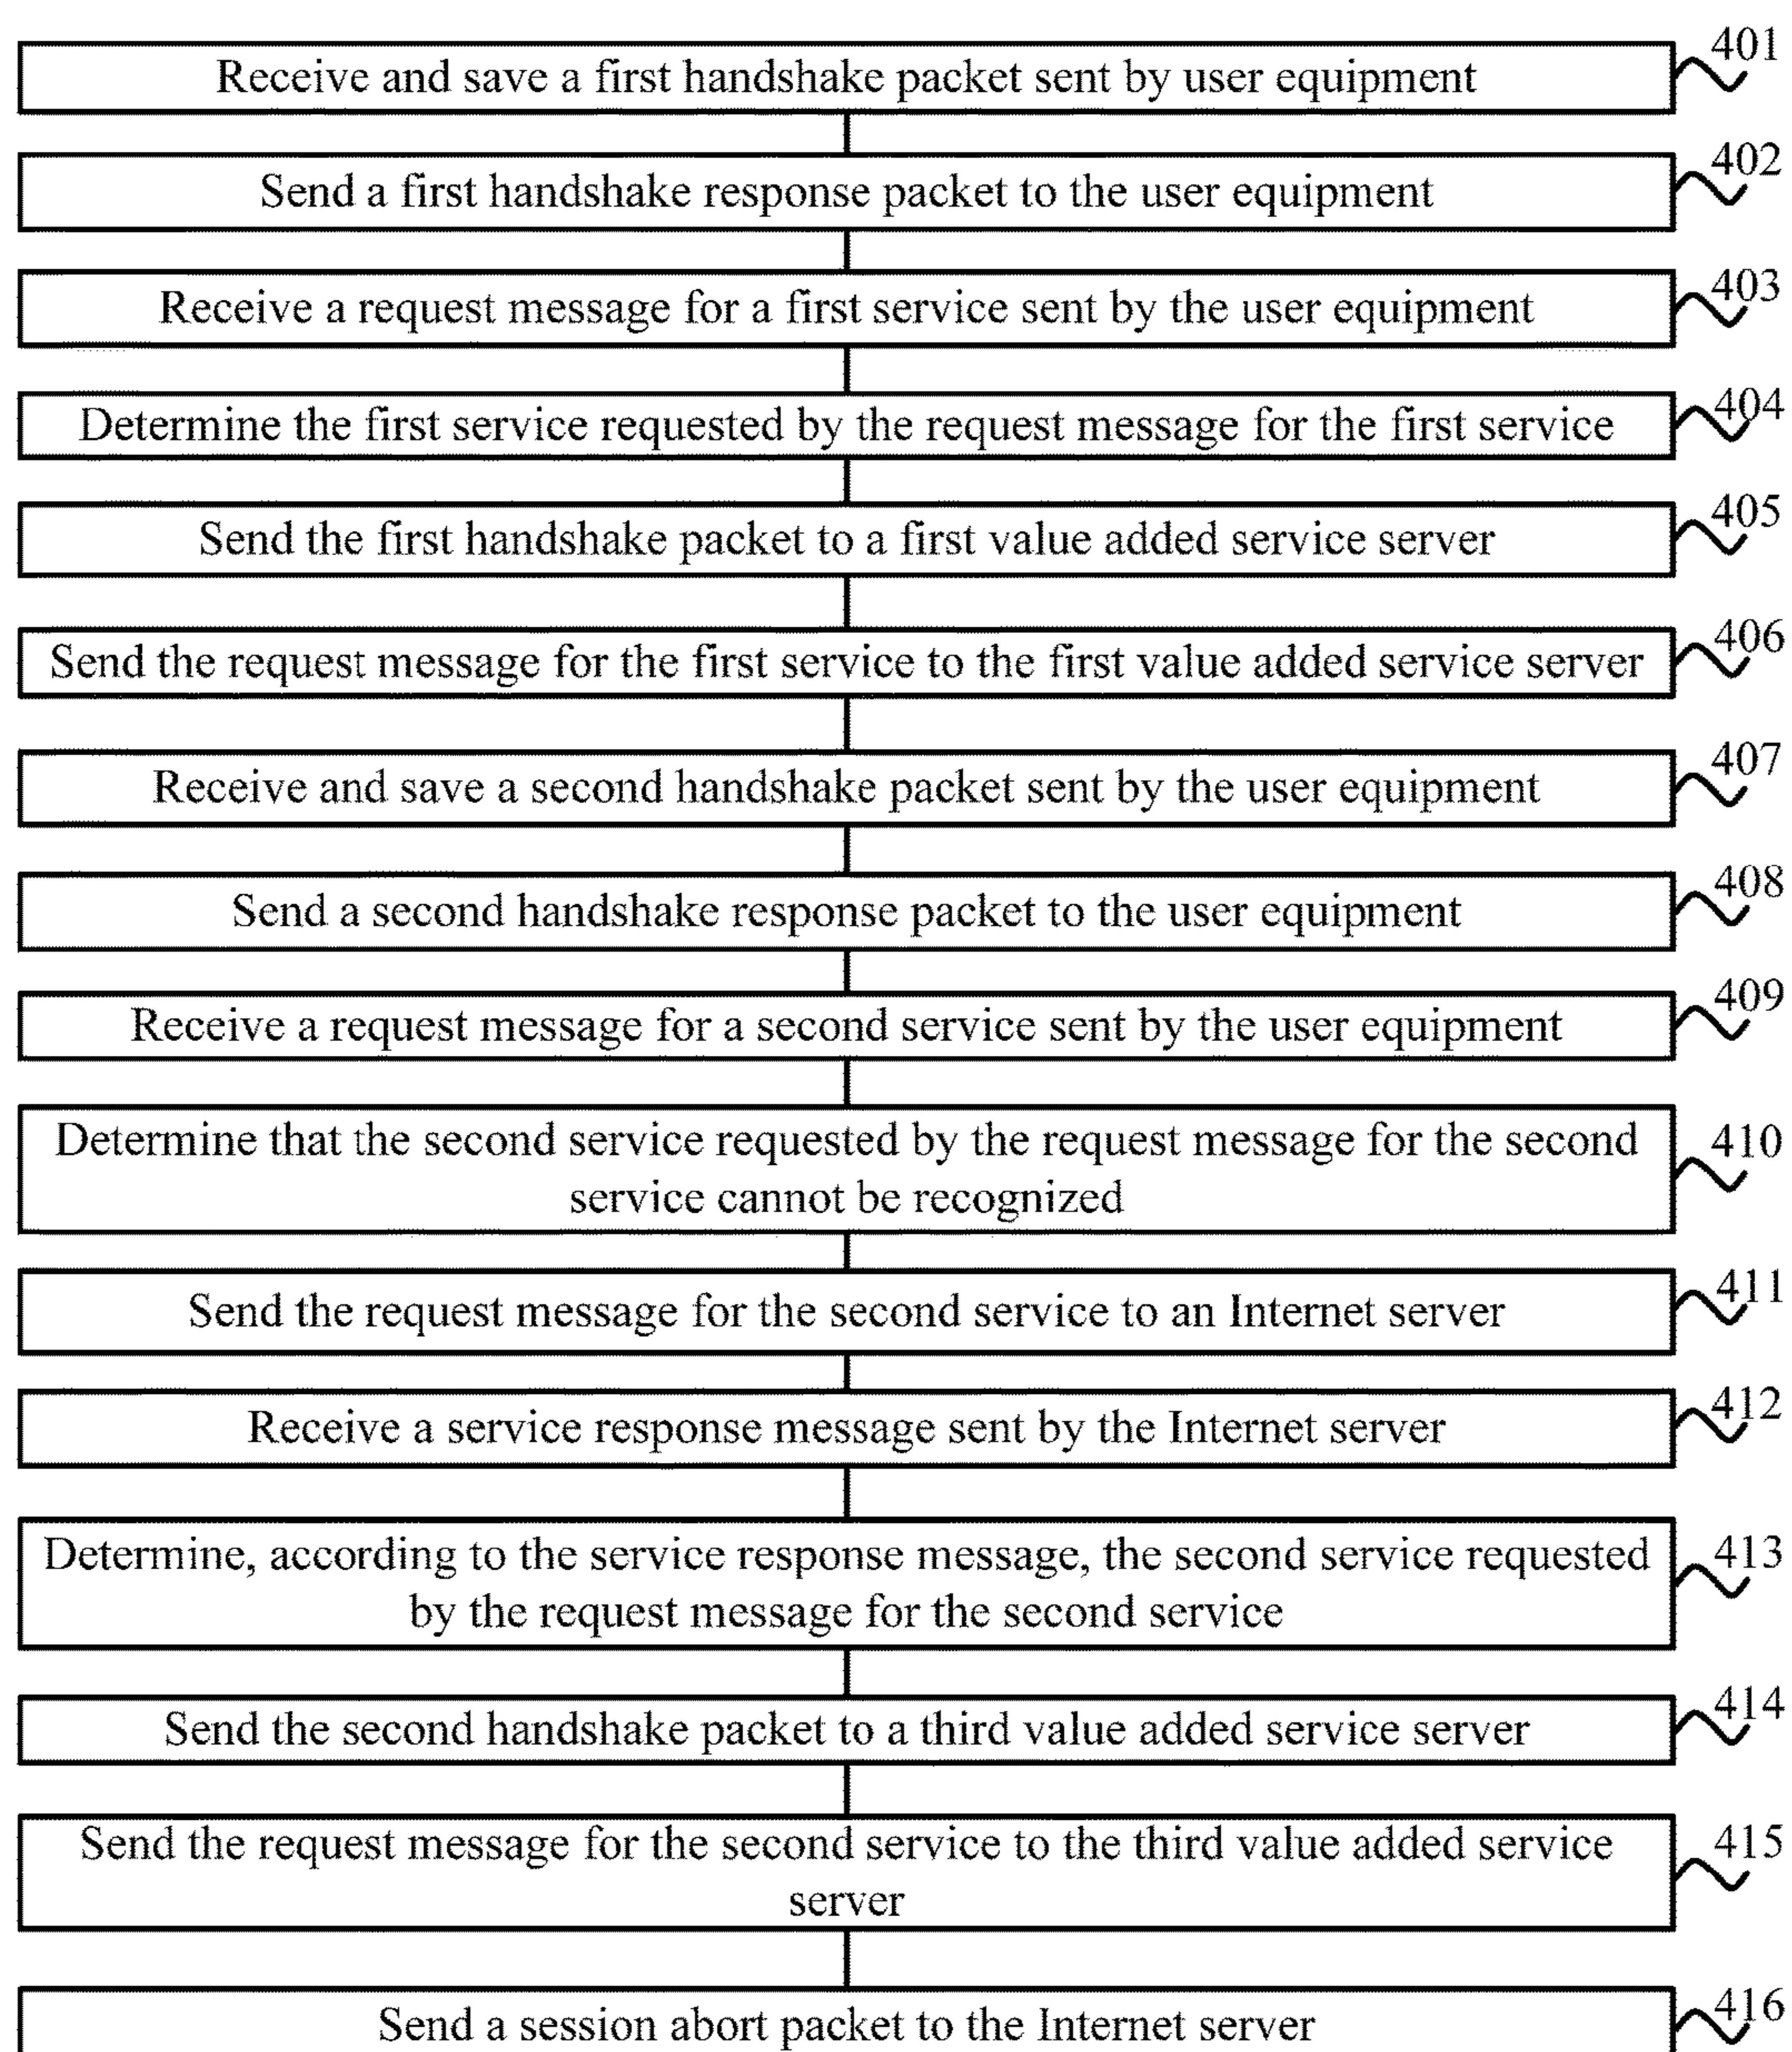 401
Receive and save a first handshake packet sent by user equipment
402
Send a first handshake response packet to the user equipment
403
Receive a request message for a first service sent by the user equipment
404
Determine the first service requested by the request message for the first service
405
Send the first handshake packet to a first value added service server
406
Send the request message for the first service to the first value added service server
407
Receive and save a second handshake packet sent by the user equipment
408
Send a second handshake response packet to the user equipment
409
Receive a request message for a second service sent by the user equipment
410
Determine that the second service requested by the request message for the second
service cannot be recognized
411
Send the request message for the second service to an Internet server
412
Receive a service response message sent by the Internet server
413
Determine, according to the service response message, the second service requested
by the request message for the second service
414
Send the second handshake packet to a third value added service server
415
Send the request message for the second service to the third value added service
server
416
Send a session abort packet to the Internet server